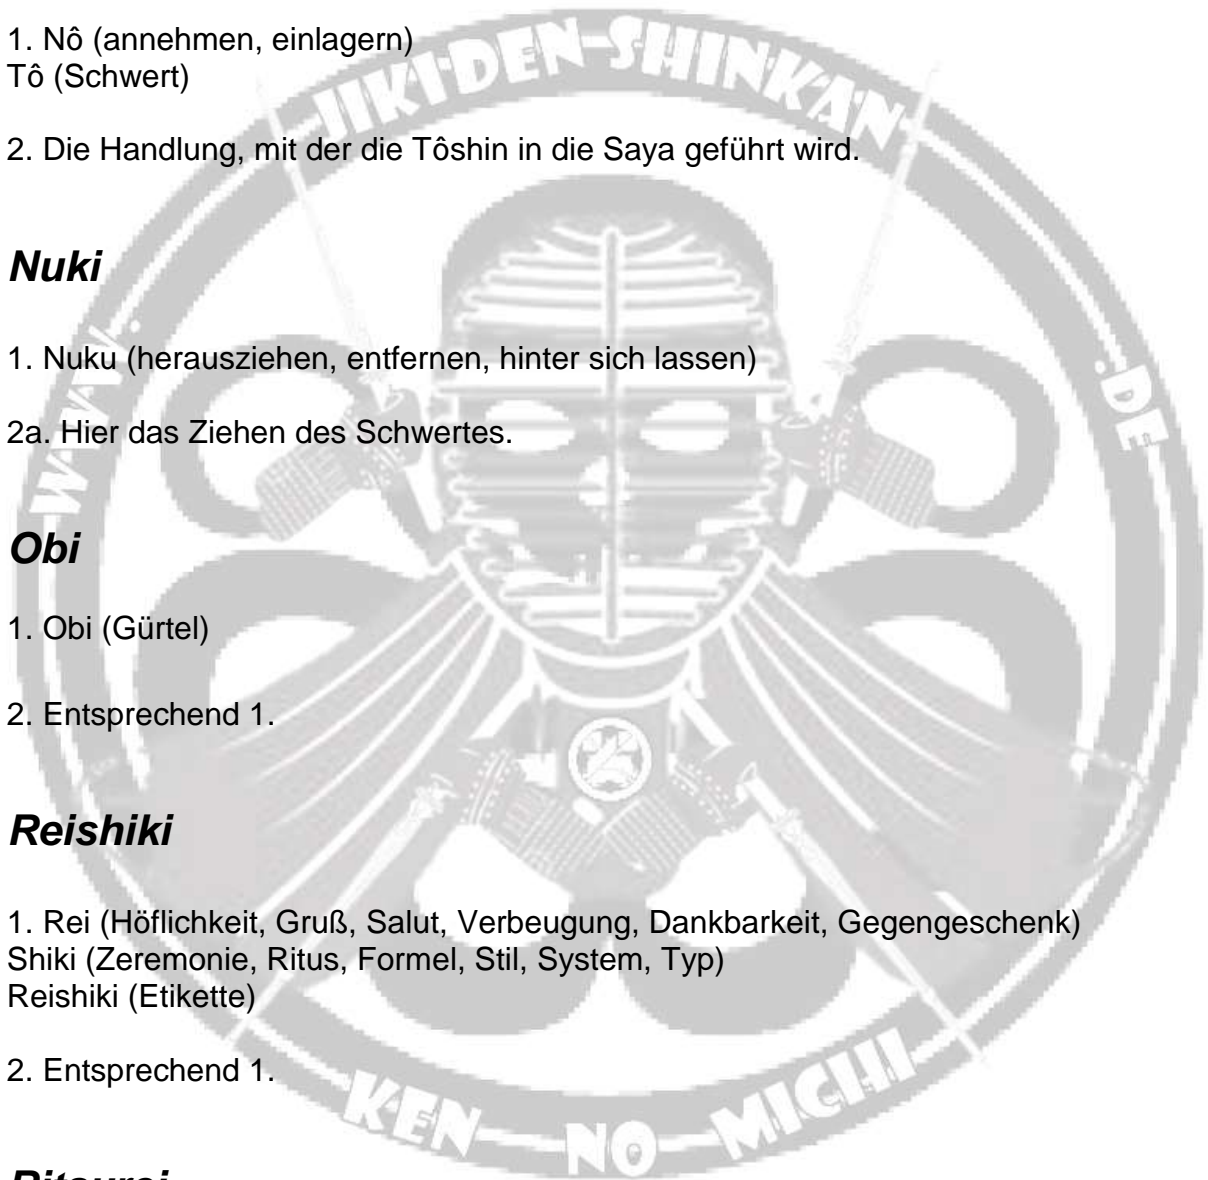 1. Nô (annehmen, einlagern)
Tô (Schwert)
2. Die Handlung, mit der die Tôshin in die Saya geführt wird.
Nuki
1. Nuku (herausziehen, entfernen, hinter sich lassen)
2a. Hier das Ziehen des Schwertes.
Obi
1. Obi (Gürtel)
2. Entsprechend 1.
Reishiki
1. Rei (Höflichkeit, Gruß, Salut, Verbeugung, Dankbarkeit, Gegengeschenk)
Shiki (Zeremonie, Ritus, Formel, Stil, System, Typ)
Reishiki (Etikette)
2. Entsprechend 1.
WWW. JIKIDEN-SHINKAN .DE
KEN-NO-MICHI